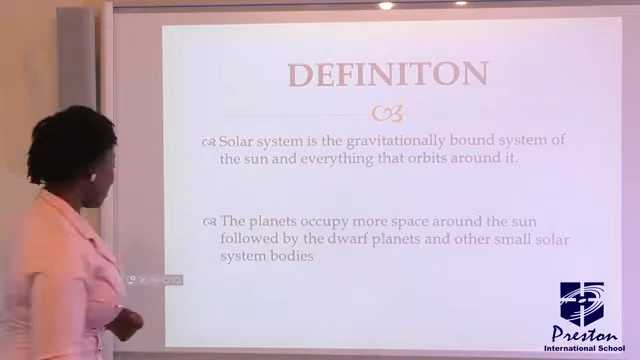 DEFINITON
Solar system is the gravitationally bound system of
the sun and everything that orbits around it.
The planets occupy more space around the sun
followed by the dwarf planets and other small solar
system bodies
Preston
International School